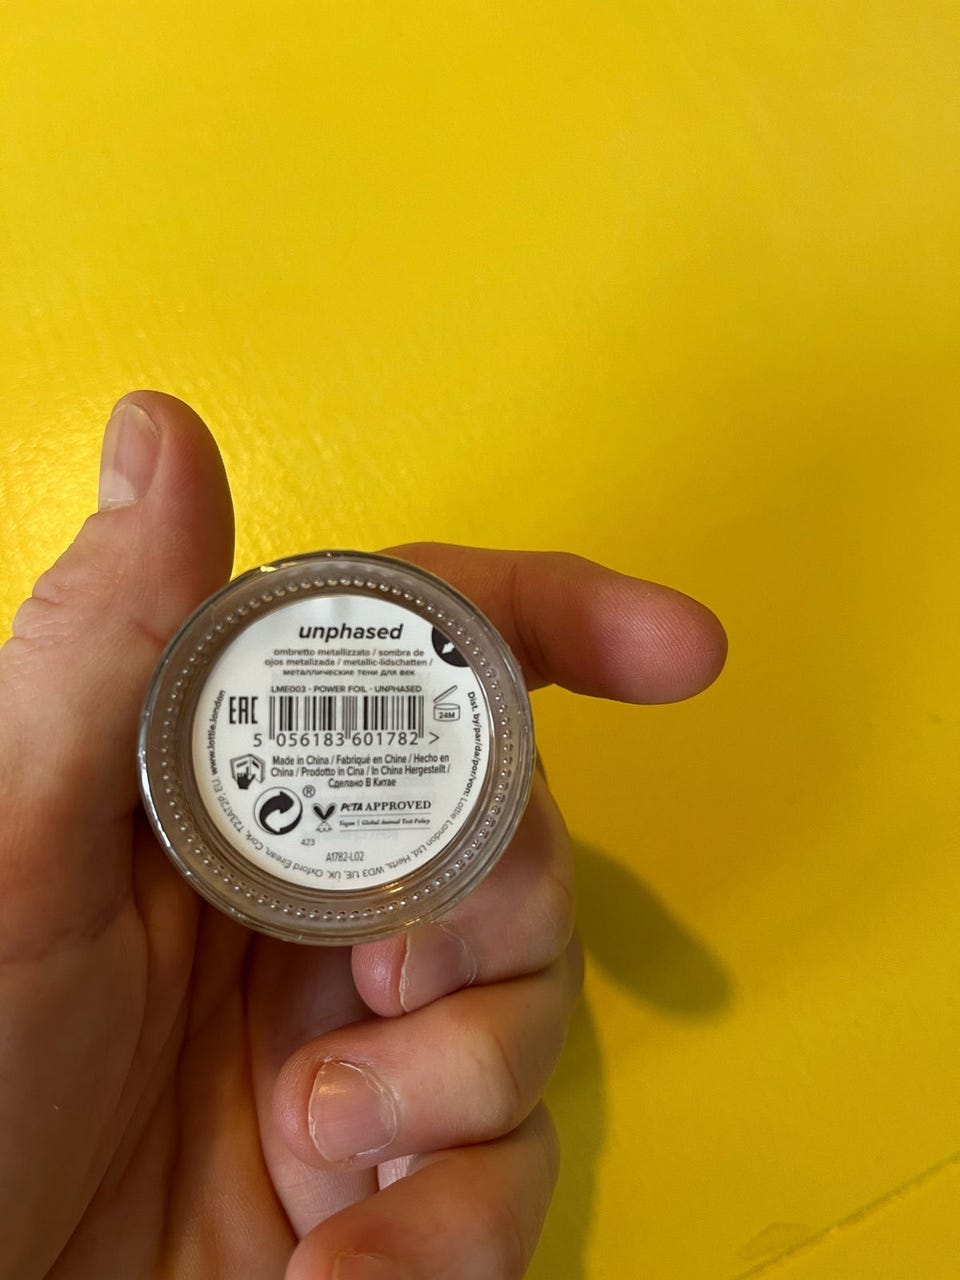 unphased
ombretto metallizzato / sombra de
ojos metalizada / metallic-lidschatten /
металлические тени для век
LME003 - POWER FOIL - UNPHASED
EAC
24M
5 056183 601782 >
Made in China / Fabriqué en Chine / Hecho en
China / Prodotto in Cina / In China Hergestellt /
Сделано В Китае
®
PETA APPROVED
Vegan | Global Animal Test Policy
423
A1782-L02
Dist. by/par/da/por/von: Lottie London Ltd, Herts, WD3 1JE, UK. Oxford Eirean, Cork, T23AT2P, EU. www.lottie.london